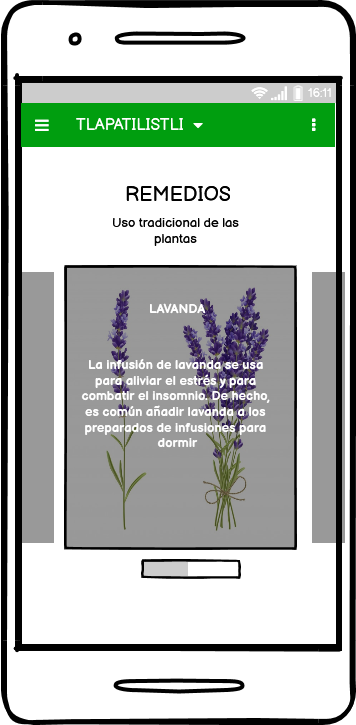 16:11
TLAPATILISTLI
REMEDIOS
Uso tradicional de las
plantas
LAVANDA
La infusión de lavanda se usa
para aliviar el estrés y para
combatir el insomnio. De hecho,
es común añadir lavanda a los
preparados de infusiones para
dormir